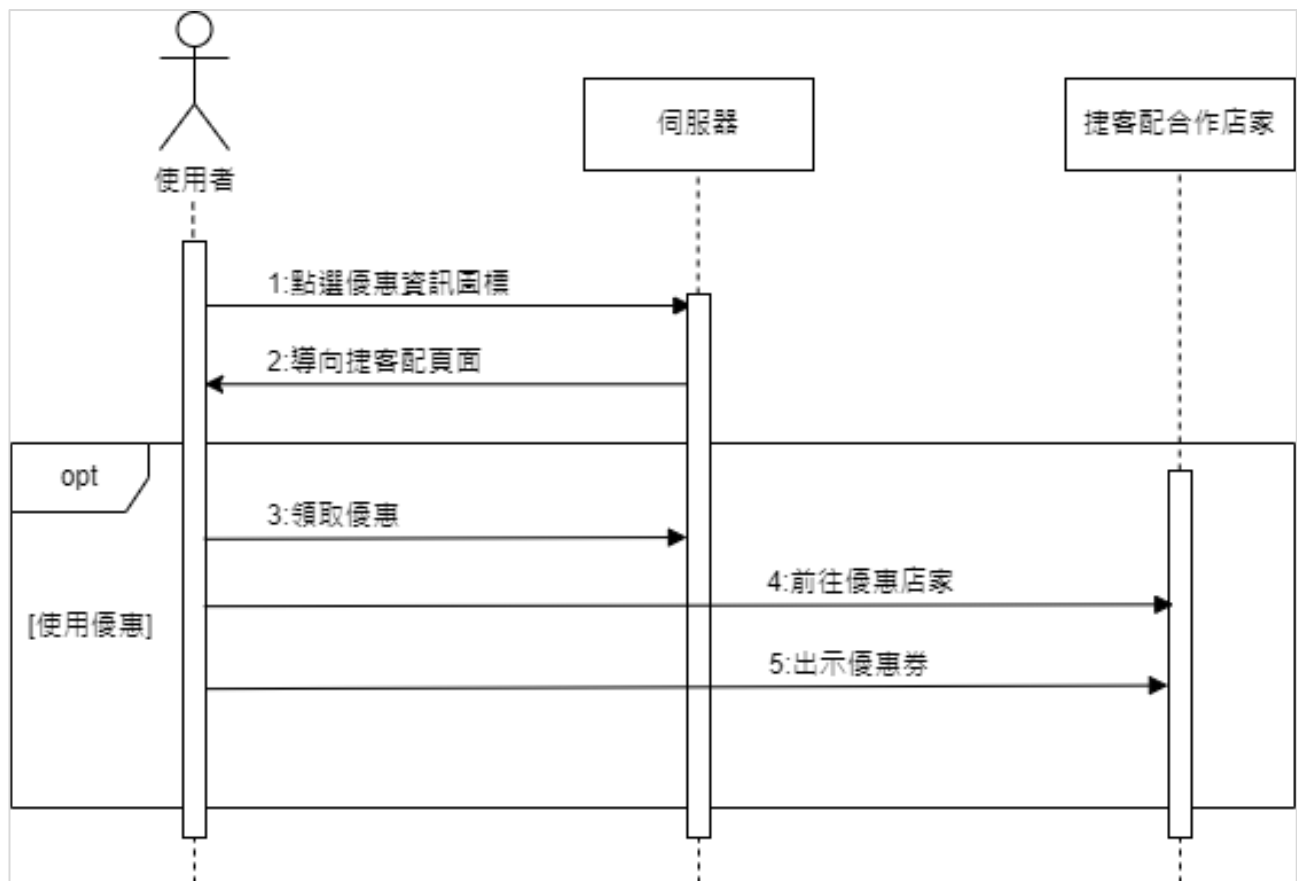 使用者
伺服器
捷客配合作店家
1:點選優惠資訊圖標
2:導向捷客配頁面
opt
3:領取優惠
4:前往優惠店家
[使用優惠]
5:出示優惠券